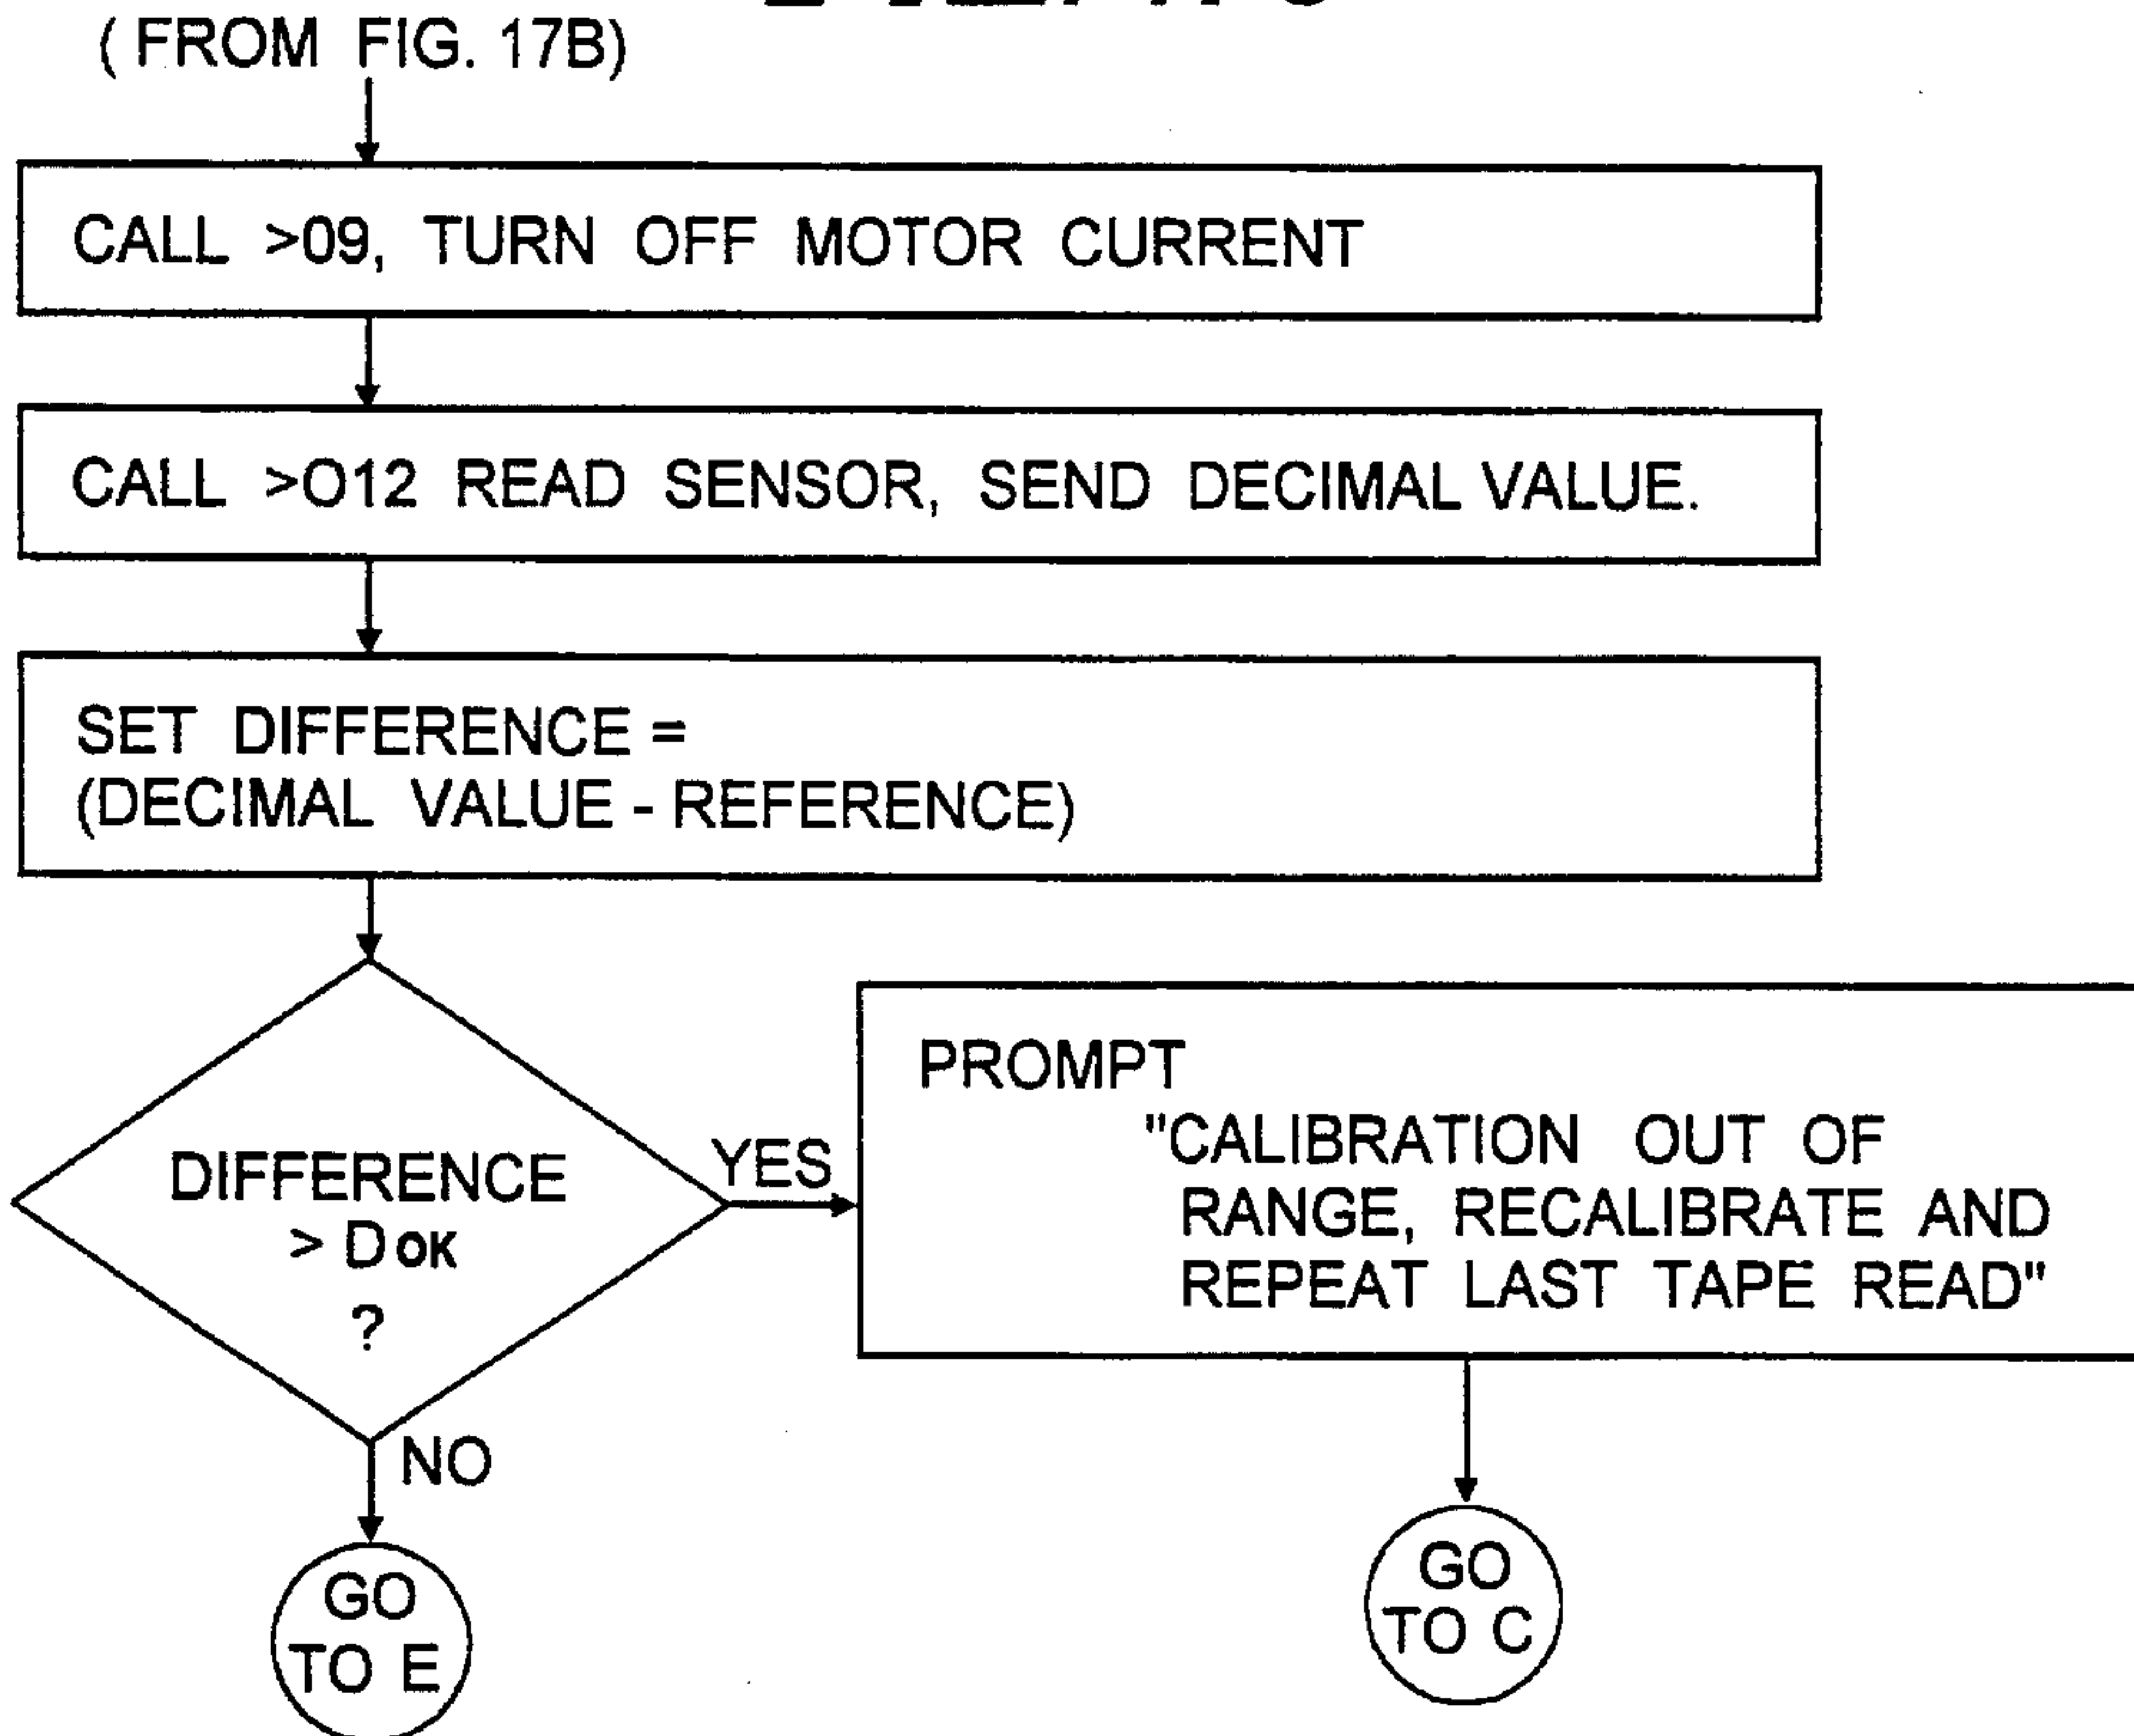 ( FROM FIG. 17B)
CALL >09, TURN OFF MOTOR CURRENT
CALL >O12 READ SENSOR, SEND DECIMAL VALUE.
SET DIFFERENCE =
(DECIMAL VALUE - REFERENCE)
DIFFERENCE
> DOK
?
YES
PROMPT
"CALIBRATION OUT OF
RANGE, RECALIBRATE AND
REPEAT LAST TAPE READ"
NO
GO
TO E
GO
TO C